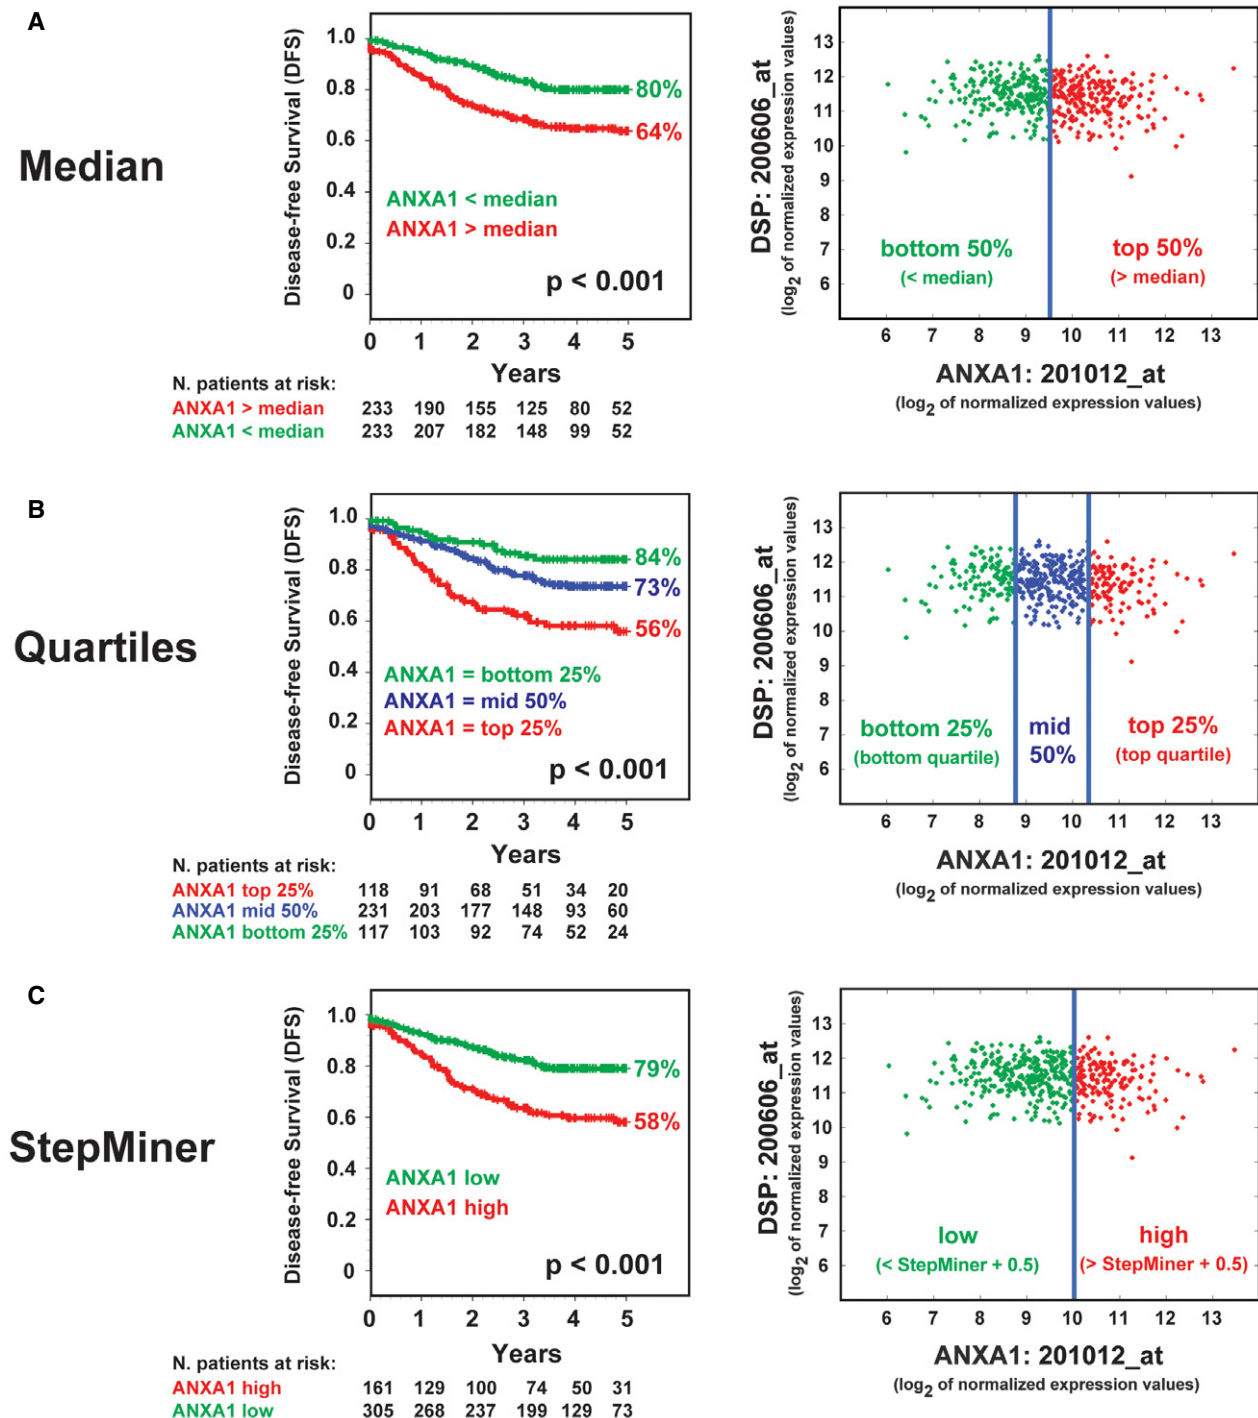 A
Median
Disease-free Survival (DFS)
1.0
0.8
0.6
0.4
0.2
0
80%
64%
ANXA1 < median
ANXA1 > median
p < 0.001
0 1 2 3 4 5
Years
N. patients at risk:
ANXA1 > median 233 190 155 125 80 52
ANXA1 < median 233 207 182 148 99 52
DSP: 200606_at
(log2 of normalized expression values)
13
12
11
10
9
8
7
6
bottom 50%
(< median)
top 50%
(> median)
6 7 8 9 10 11 12 13
ANXA1: 201012_at
(log2 of normalized expression values)
B
Quartiles
Disease-free Survival (DFS)
1.0
0.8
0.6
0.4
0.2
0
84%
73%
56%
ANXA1 = bottom 25%
ANXA1 = mid 50%
ANXA1 = top 25%
p < 0.001
0 1 2 3 4 5
Years
N. patients at risk:
ANXA1 top 25% 118 91 68 51 34 20
ANXA1 mid 50% 231 203 177 148 93 60
ANXA1 bottom 25% 117 103 92 74 52 24
DSP: 200606_at
(log2 of normalized expression values)
13
12
11
10
9
8
7
6
bottom 25%
(bottom quartile)
mid
50%
top 25%
(top quartile)
6 7 8 9 10 11 12 13
ANXA1: 201012_at
(log2 of normalized expression values)
C
StepMiner
Disease-free Survival (DFS)
1.0
0.8
0.6
0.4
0.2
0
79%
58%
ANXA1 low
ANXA1 high
p < 0.001
0 1 2 3 4 5
Years
N. patients at risk:
ANXA1 high 161 129 100 74 50 31
ANXA1 low 305 268 237 199 129 73
DSP: 200606_at
(log2 of normalized expression values)
13
12
11
10
9
8
7
6
low
(< StepMiner + 0.5)
high
(> StepMiner + 0.5)
6 7 8 9 10 11 12 13
ANXA1: 201012_at
(log2 of normalized expression values)